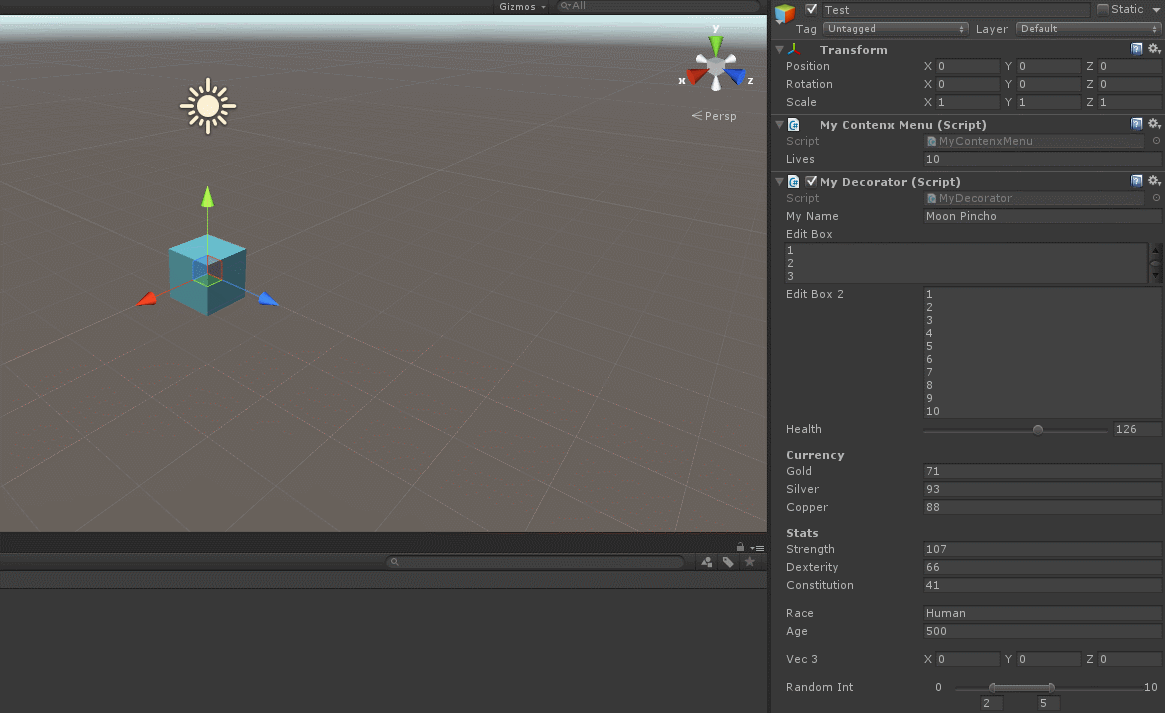 Gizmos All
y
x z
Persp
Test Static
Tag Untagged Layer Default
Transform
Position X 0 Y 0 Z 0
Rotation X 0 Y 0 Z 0
Scale X 1 Y 1 Z 1
My Contenx Menu (Script)
Script MyContenxMenu
Lives 10
My Decorator (Script)
Script MyDecorator
My Name Moon Pincho
Edit Box
1
2
3
Edit Box 2 1
2
3
4
5
6
7
8
9
10
Health 126
Currency
Gold 71
Silver 93
Copper 88
Stats
Strength 107
Dexterity 66
Constitution 41
Race Human
Age 500
Vec 3 X 0 Y 0 Z 0
Random Int 0 10
2 5